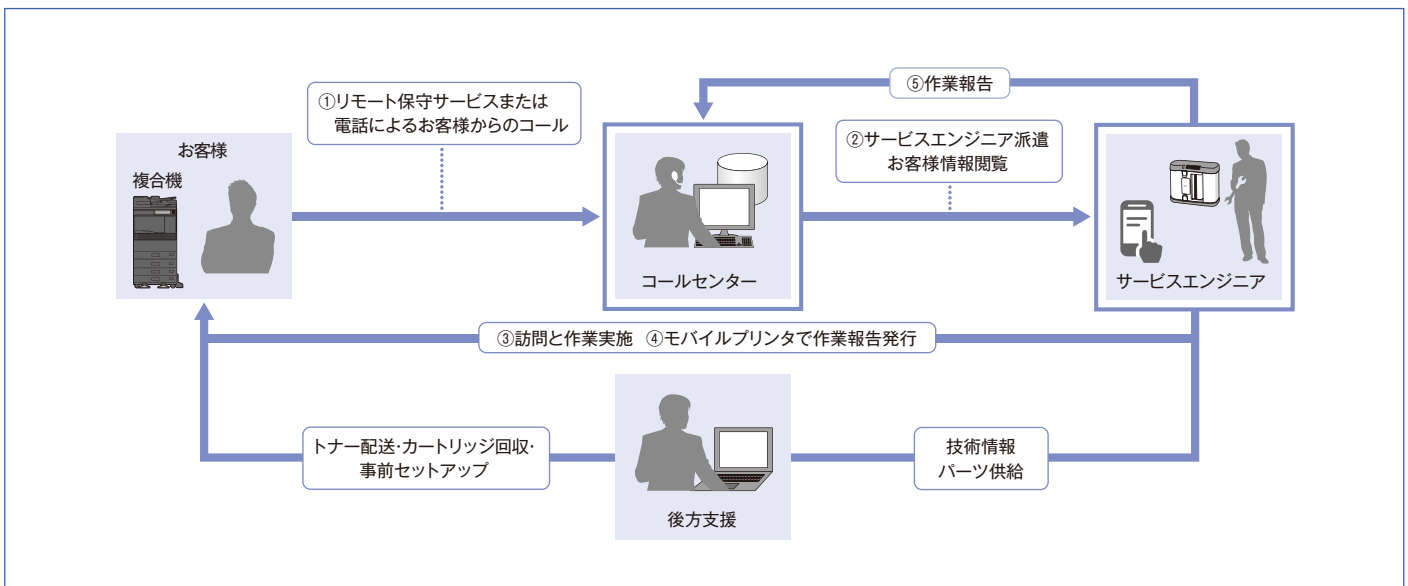 ⑤作業報告
①リモート保守サービスまたは
電話によるお客様からのコール
②サービスエンジニア派遣
お客様情報閲覧
お客様
複合機
コールセンター
サービスエンジニア
③訪問と作業実施 ④モバイルプリンタで作業報告発行
トナー配送・カートリッジ回収・
事前セットアップ
技術情報
パーツ供給
後方支援